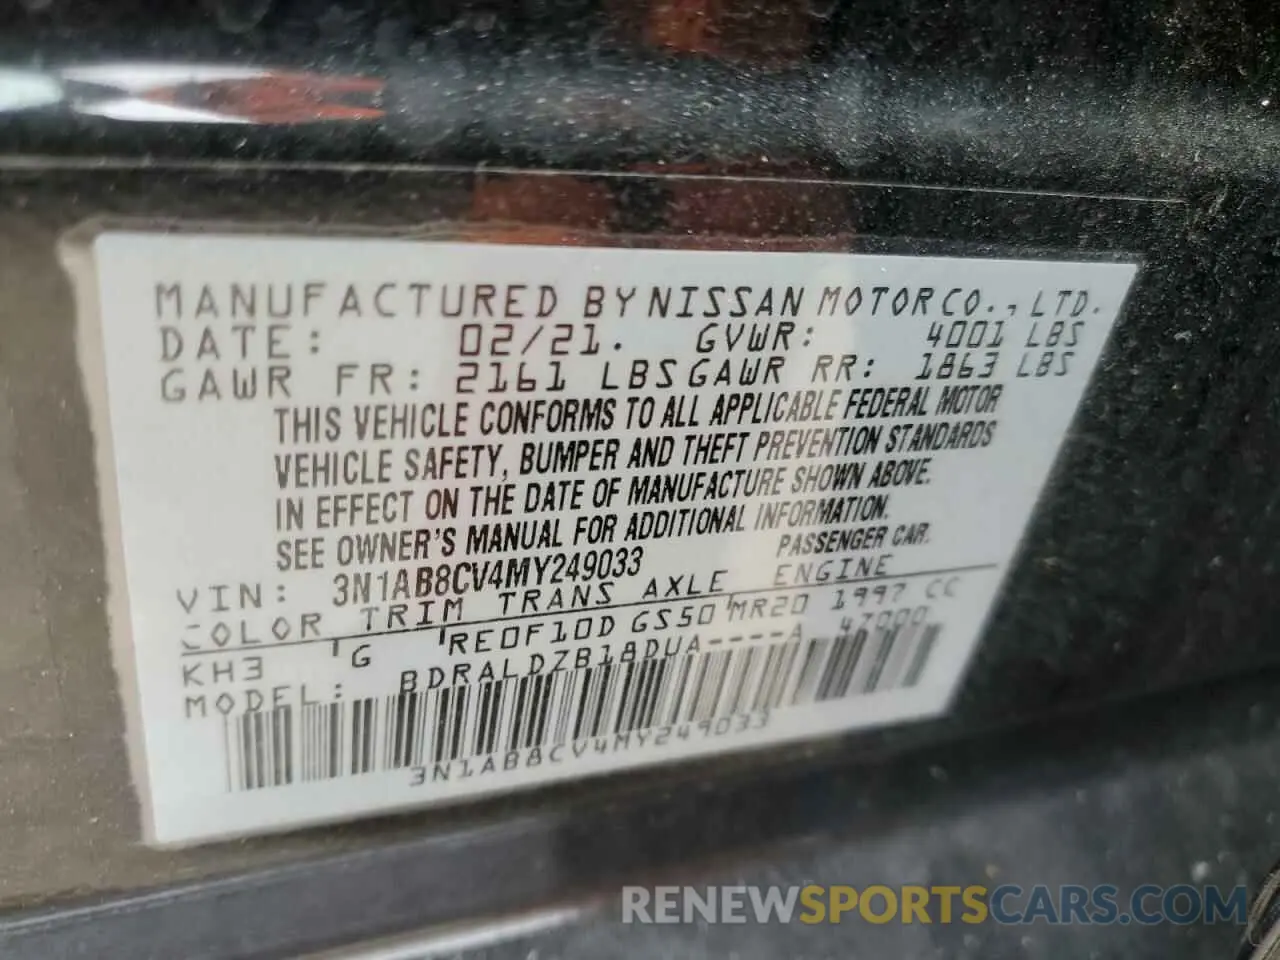 MANUFACTURED BY NISSAN MOTOR CO., LTD.
DATE: 02/21. GVWR: 4001 LBS
GAWR FR: 2161 LBS GAWR RR: 1863 LBS
THIS VEHICLE CONFORMS TO ALL APPLICABLE FEDERAL MOTOR
VEHICLE SAFETY, BUMPER AND THEFT PREVENTION STANDARDS
IN EFFECT ON THE DATE OF MANUFACTURE SHOWN ABOVE.
SEE OWNER'S MANUAL FOR ADDITIONAL INFORMATION.
VIN: 3N1AB8CV4MY249033 PASSENGER CAR.
COLOR TRIM TRANS AXLE ENGINE
KH3 G RE0F10D GS50 MR20 1997 CC
MODEL: BDRALDZB18DUA----A 47000
3N1AB8CV4MY249033
RENEWSPORTSCARS.COM